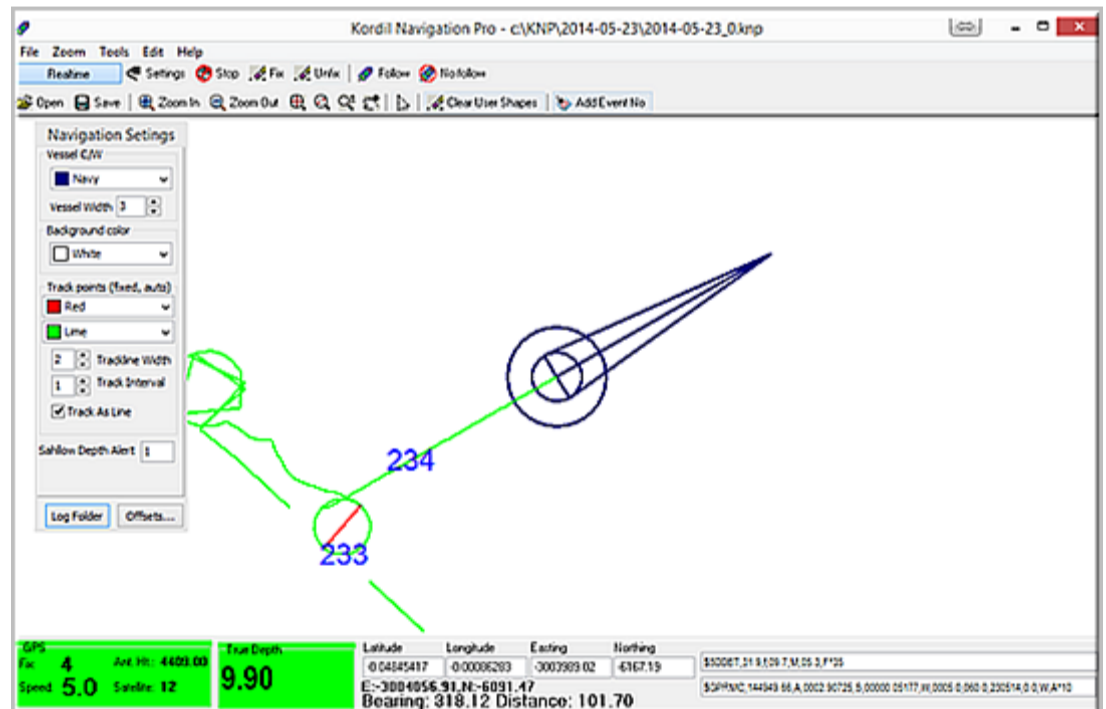 Kordil Navigation Pro - c:\KNP\2014-05-23\2014-05-23_0.knp
File Zoom Tools Edit Help
Realtime Settings Stop Fix Unfix Follow No follow
Open Save Zoom In Zoom Out Clear User Shapes Add Event No
Navigation Setings
Vessel C/W
Navy
Vessel Width 3
Background color
White
Track points (fixed, auto)
Red
Lime
2 Trackline Width
1 Track Interval
Track As Line
Sahllow Depth Alert 1
Log Folder Offsets...
234
233
GPS
Fix: 4 Ant. Ht.: 4603.00
Speed 5.0 Satellite: 12
True Depth
9.90
Latitude Longitude Easting Northing
-0.04845417 -0.00086283 -3003989.02 -6167.19
E:-3004056.91,N:-6091.47
Bearing: 318.12 Distance: 101.70